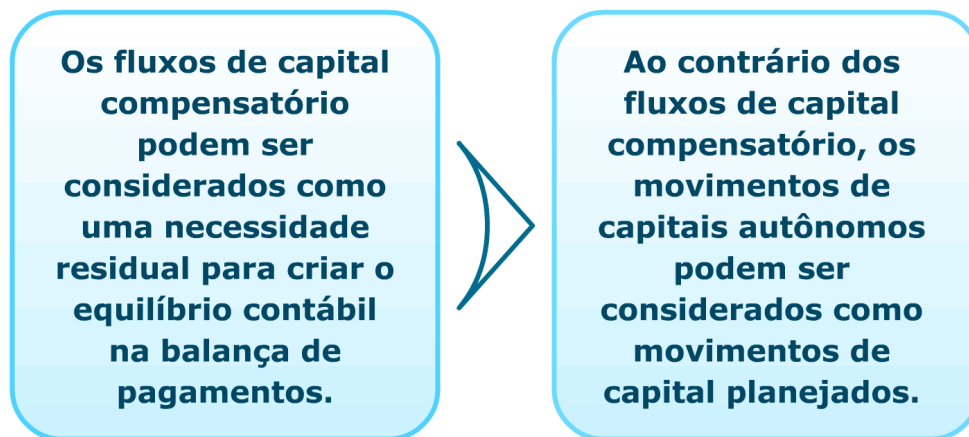 Os fluxos de capital
compensatório
podem ser
considerados como
uma necessidade
residual para criar o
equilíbrio contábil
na balança de
pagamentos.
Ao contrário dos
fluxos de capital
compensatório, os
movimentos de
capitais autônomos
podem ser
considerados como
movimentos de
capital planejados.